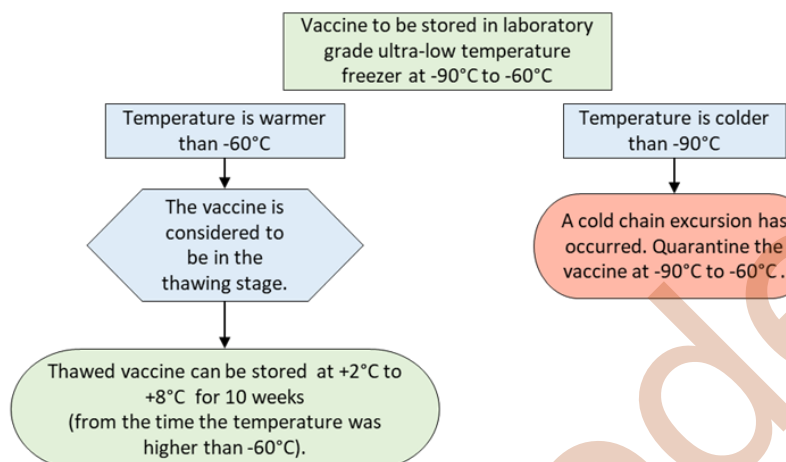 Vaccine to be stored in laboratory
grade ultra-low temperature
freezer at -90°C to -60°C
Temperature is warmer
than -60°C
Temperature is colder
than -90°C
The vaccine is
considered to
be in the
thawing stage.
A cold chain excursion has
occurred. Quarantine the
vaccine at -90°C to -60°C .
Thawed vaccine can be stored at +2°C to
+8°C for 10 weeks
(from the time the temperature was
higher than -60°C).